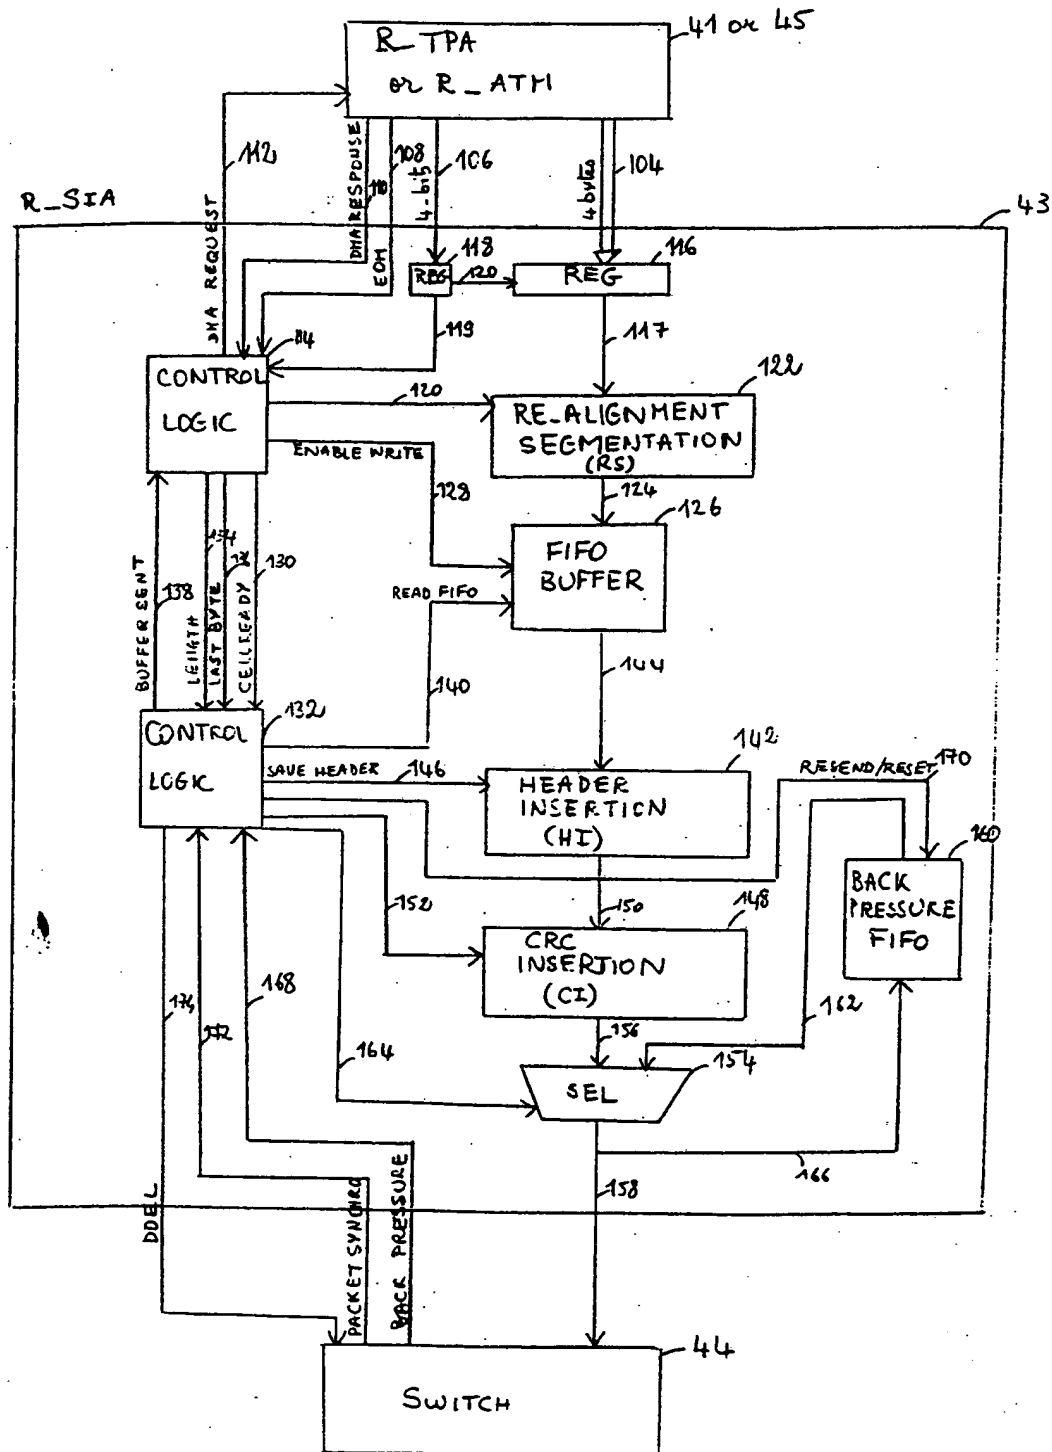 R_TPA
or R_ATM
41 or 45
112
DMA REQUEST
DMA RESPONSE
110
108
EOM
4-bit
106
4 bytes
104
R_SIA
43
118
REG
120
116
REG
119
117
114
CONTROL
LOGIC
120
122
RE_ALIGNMENT
SEGMENTATION
(RS)
ENABLE WRITE
128
124
126
FIFO
BUFFER
READ FIFO
140
144
BUFFER SENT
138
LENGTH
134
LAST BYTE
CELL READY
130
132
CONTROL
LOGIC
SAVE HEADER
146
142
HEADER
INSERTION
(HI)
RESEND/RESET
170
160
BACK
PRESSURE
FIFO
152
150
148
CRC
INSERTION
(CI)
162
156
154
SEL
164
168
172
174
166
158
DDEL
PACKET SYNCHRO
BACK PRESSURE
44
SWITCH